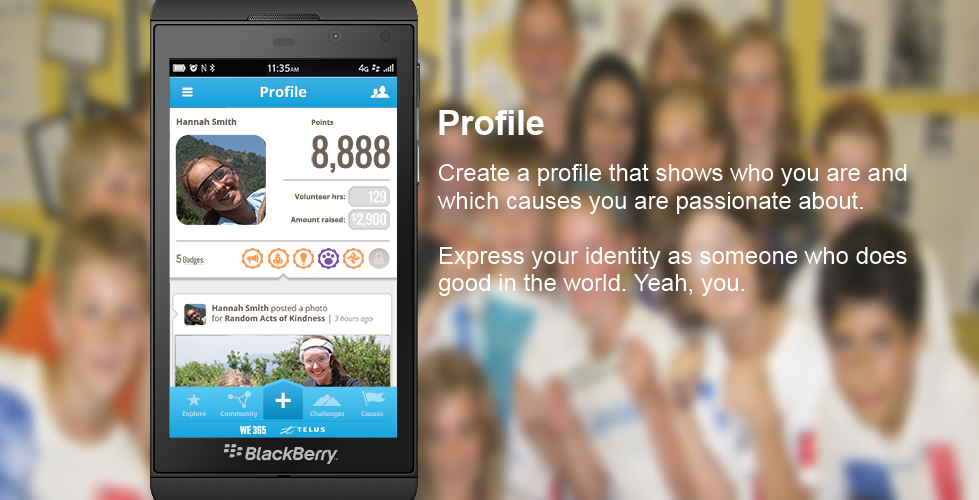 11:35AM
4G
Profile
Hannah Smith
Points
8,888
Volunteer hrs: 129
Amount raised: $2,900
5 Badges
Hannah Smith posted a photo
for Random Acts of Kindness | 3 hours ago
Explore
Community
+
Challenges
Causes
WE365
TELUS
BlackBerry
Profile
Create a profile that shows who you are and
which causes you are passionate about.
Express your identity as someone who does
good in the world. Yeah, you.